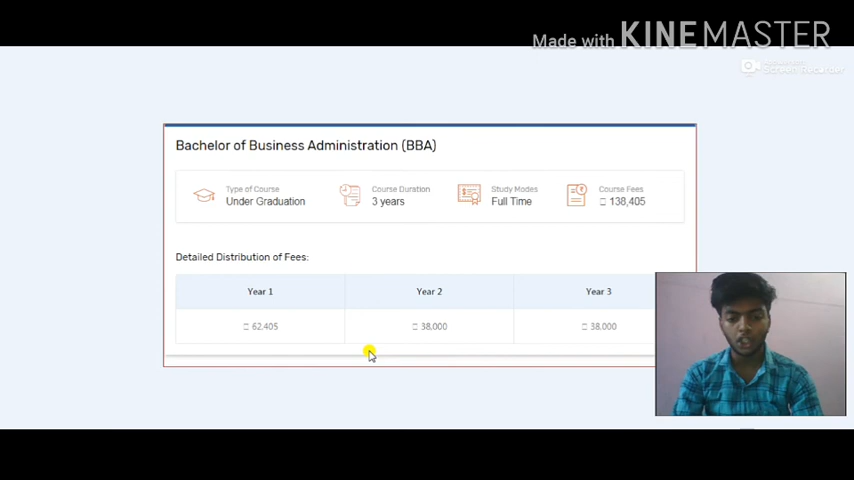 Made with KINEMASTER
Screen Recorder
Bachelor of Business Administration (BBA)
Type of Course
Under Graduation
Course Duration
3 years
Study Modes
Full Time
Course Fees
138,405
Detailed Distribution of Fees:
Year 1
Year 2
Year 3
62,405
38,000
38,000